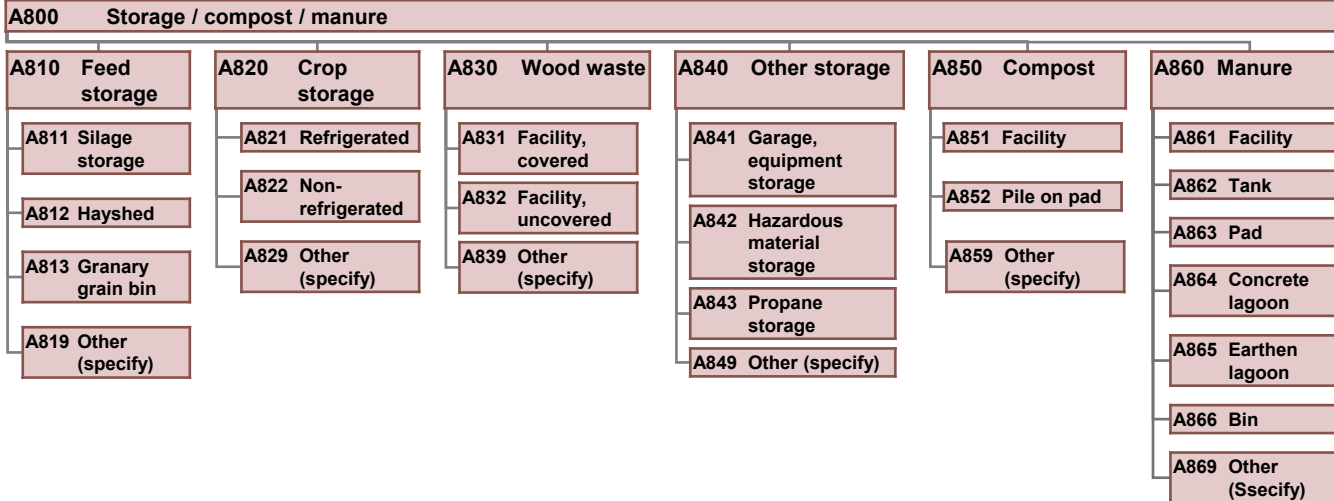 A800 Storage / compost / manure
A810 Feed
storage
A811 Silage
storage
A812 Hayshed
A813 Granary
grain bin
A819 Other
(specify)
A820 Crop
storage
A821 Refrigerated
A822 Non-
refrigerated
A829 Other
(specify)
A830 Wood waste
A831 Facility,
covered
A832 Facility,
uncovered
A839 Other
(specify)
A840 Other storage
A841 Garage,
equipment
storage
A842 Hazardous
material
storage
A843 Propane
storage
A849 Other (specify)
A850 Compost
A851 Facility
A852 Pile on pad
A859 Other
(specify)
A860 Manure
A861 Facility
A862 Tank
A863 Pad
A864 Concrete
lagoon
A865 Earthen
lagoon
A866 Bin
A869 Other
(Ssecify)